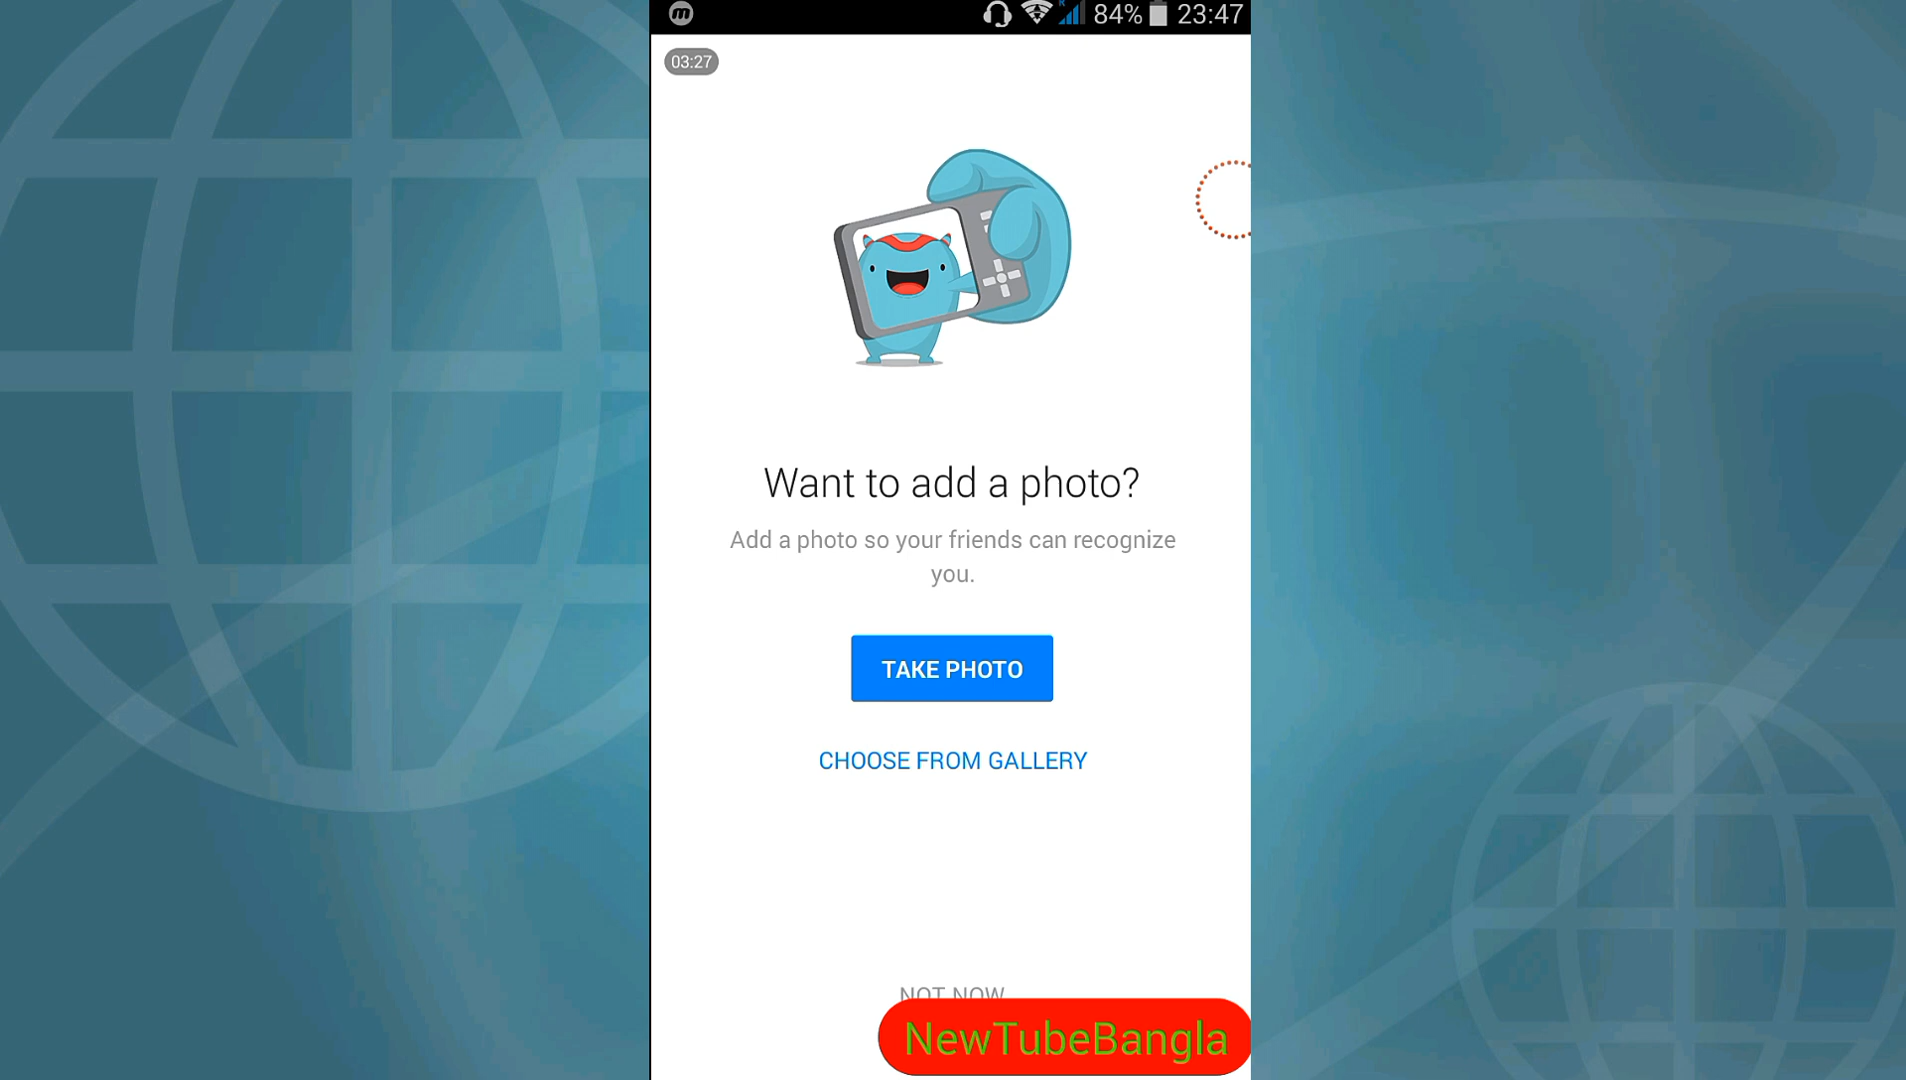 84% 23:47
03:27
Want to add a photo?
Add a photo so your friends can recognize
you.
TAKE PHOTO
CHOOSE FROM GALLERY
NOT NOW
NewTubeBangla